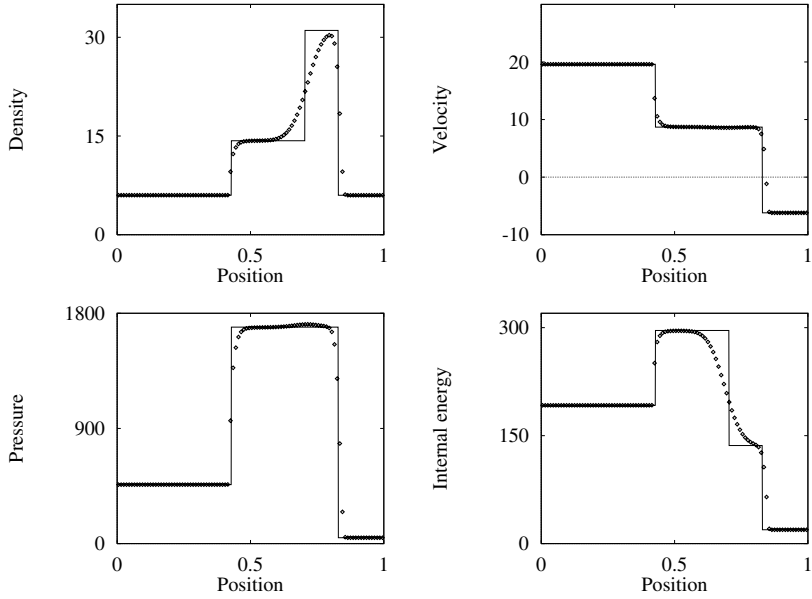 30
15
0
Density
0 0.5 1
Position
20
10
0
-10
Velocity
0 0.5 1
Position
1800
900
0
Pressure
0 0.5 1
Position
300
150
0
Internal energy
0 0.5 1
Position